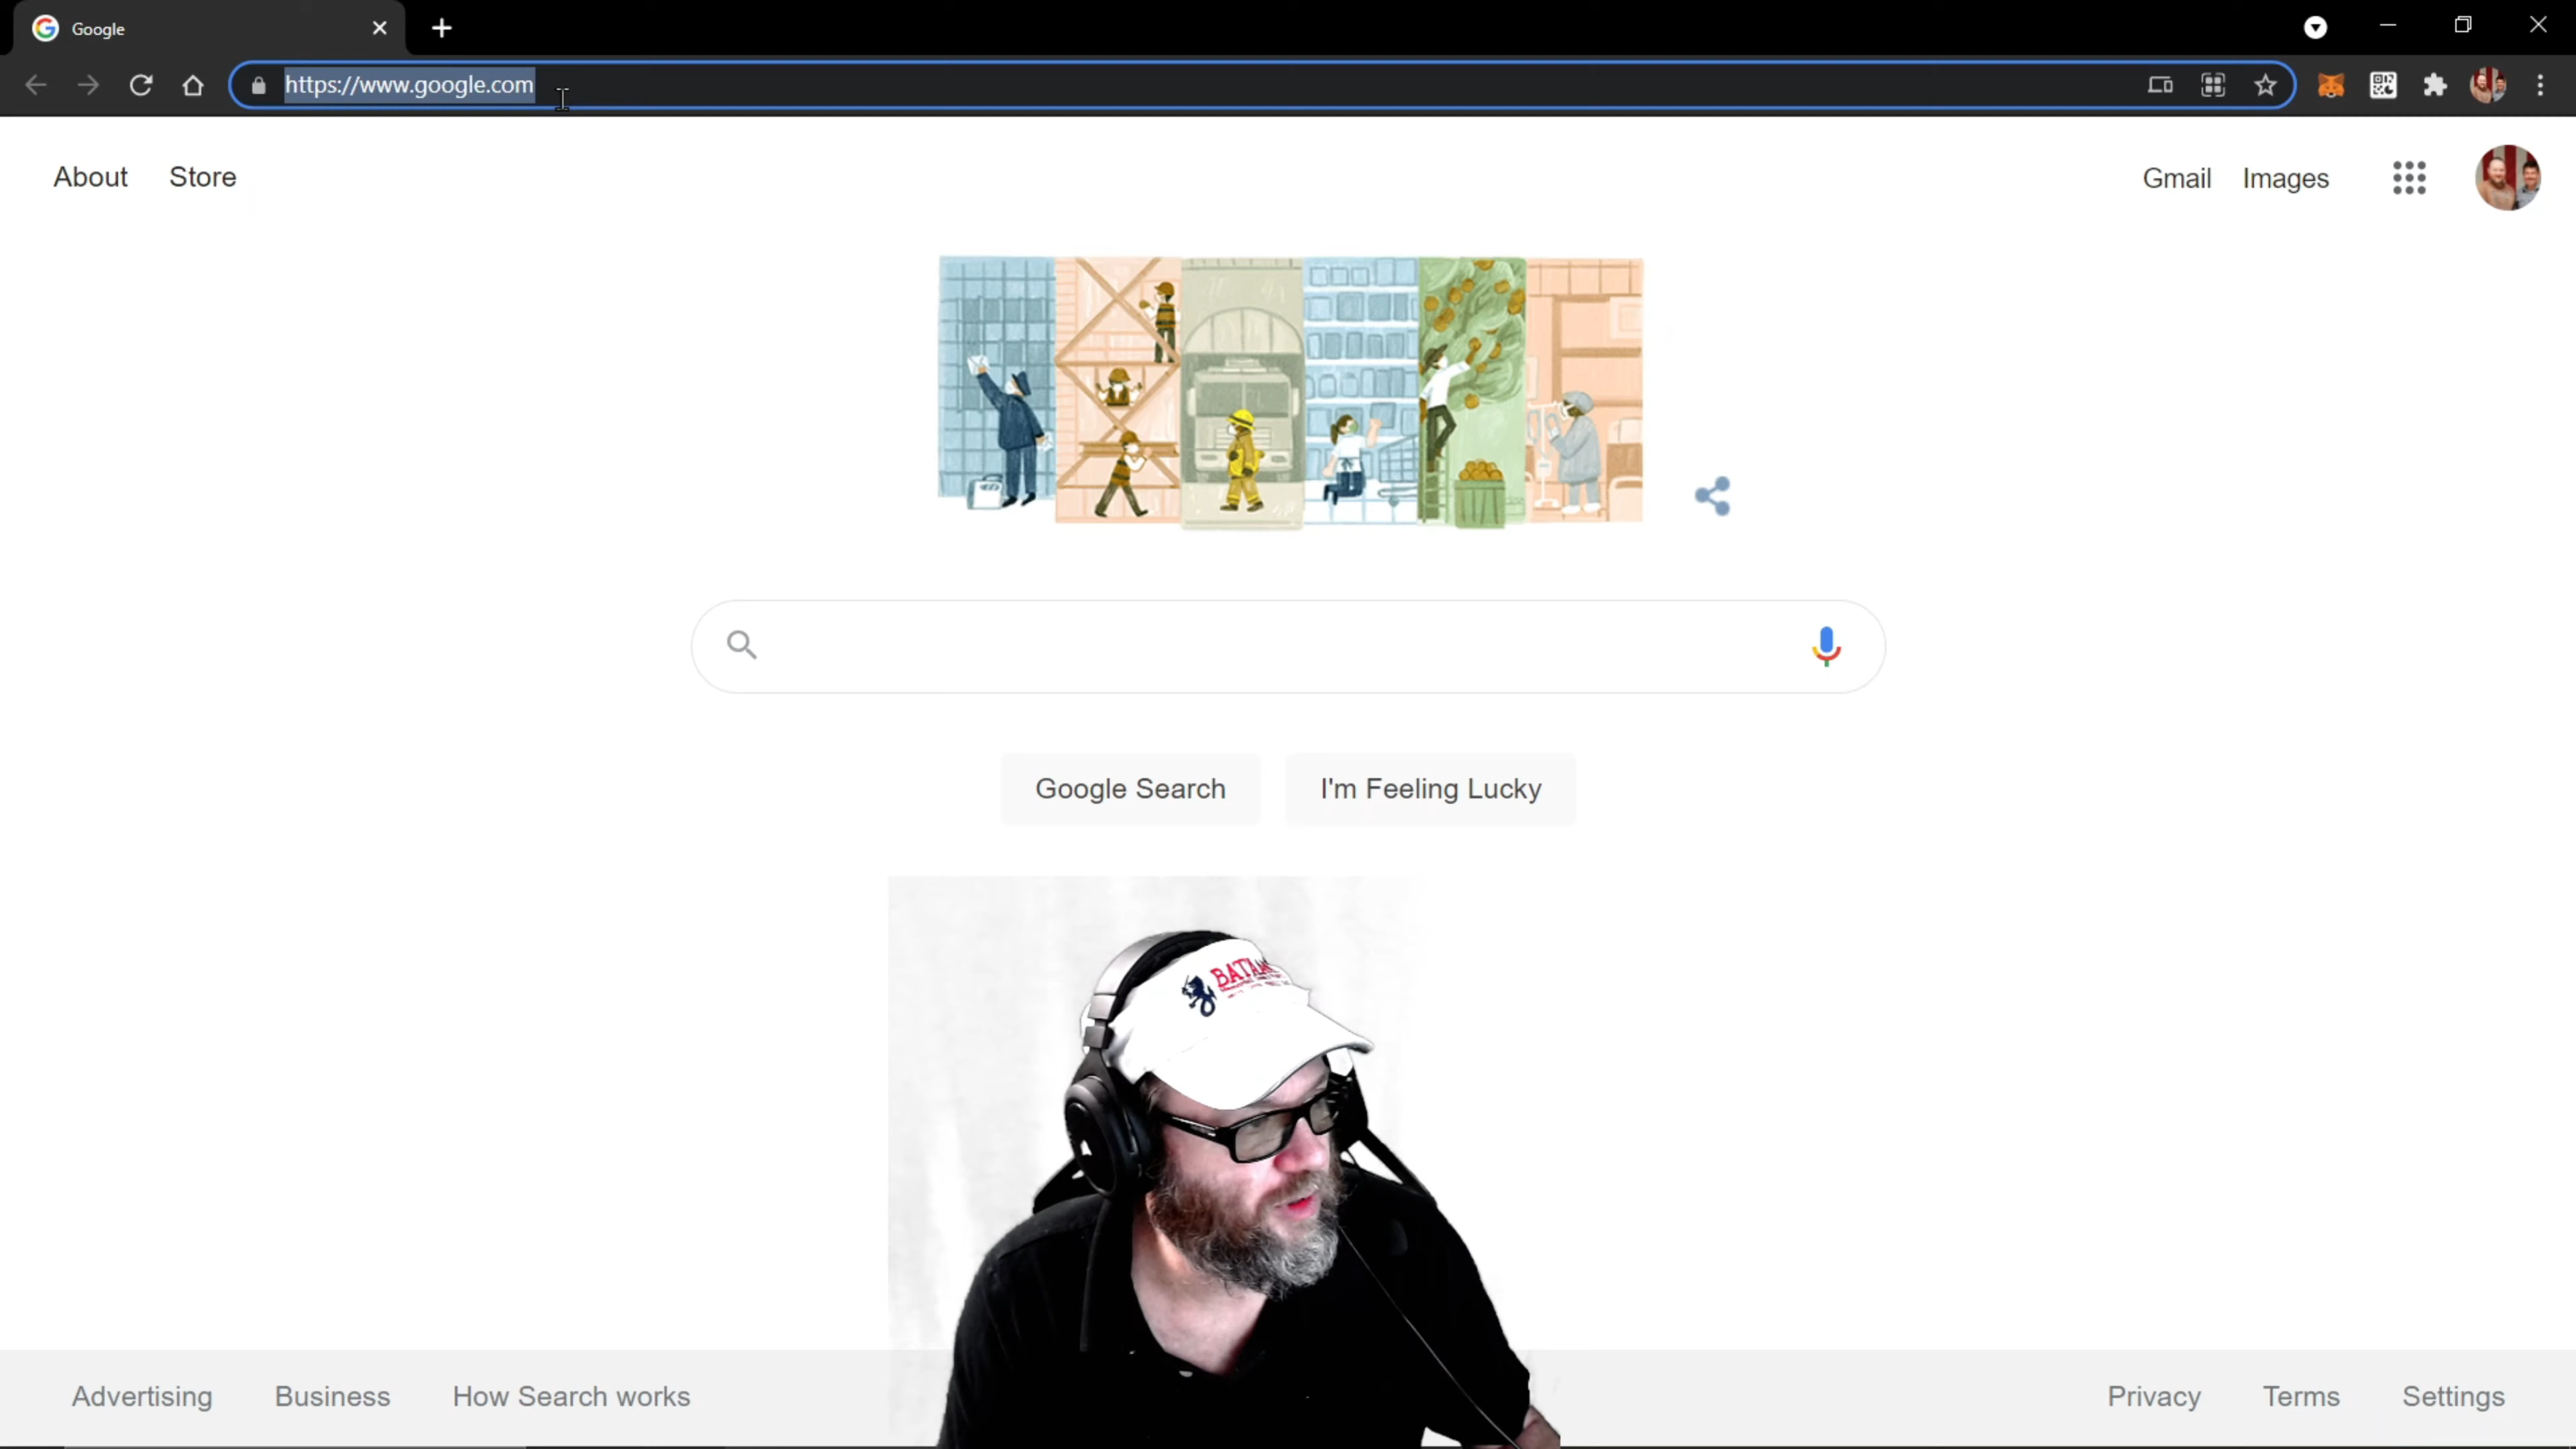 Google
https://www.google.com
About Store
Gmail Images
Google Search I'm Feeling Lucky
Advertising Business How Search works
Privacy Terms Settings